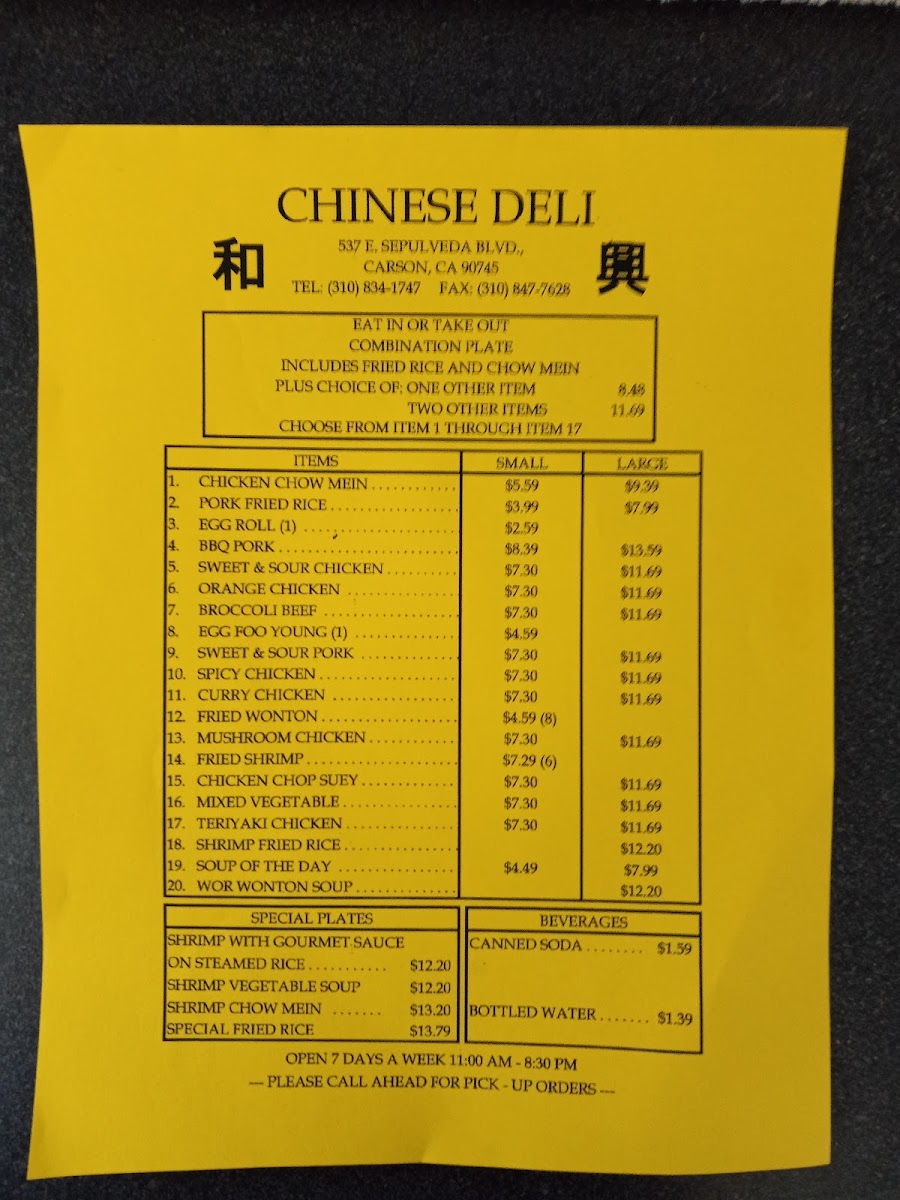 CHINESE DELI
和 537 E. SEPULVEDA BLVD., 興
CARSON, CA 90745
TEL: (310) 834-1747 FAX: (310) 847-7628
EAT IN OR TAKE OUT
COMBINATION PLATE
INCLUDES FRIED RICE AND CHOW MEIN
PLUS CHOICE OF: ONE OTHER ITEM 8.48
TWO OTHER ITEMS 11.69
CHOOSE FROM ITEM 1 THROUGH ITEM 17
ITEMS SMALL LARGE
1. CHICKEN CHOW MEIN ............ $5.59 $9.39
2. PORK FRIED RICE .................. $3.99 $7.99
3. EGG ROLL (1) ...................... $2.59
4. BBQ PORK ......................... $8.39 $13.59
5. SWEET & SOUR CHICKEN .......... $7.30 $11.69
6. ORANGE CHICKEN ................ $7.30 $11.69
7. BROCCOLI BEEF ................... $7.30 $11.69
8. EGG FOO YOUNG (1) .............. $4.59
9. SWEET & SOUR PORK ............. $7.30 $11.69
10. SPICY CHICKEN ................... $7.30 $11.69
11. CURRY CHICKEN ................. $7.30 $11.69
12. FRIED WONTON ................... $4.59 (8)
13. MUSHROOM CHICKEN ............ $7.30 $11.69
14. FRIED SHRIMP ..................... $7.29 (6)
15. CHICKEN CHOP SUEY ............. $7.30 $11.69
16. MIXED VEGETABLE ................ $7.30 $11.69
17. TERIYAKI CHICKEN ............... $7.30 $11.69
18. SHRIMP FRIED RICE ................ $12.20
19. SOUP OF THE DAY ................ $4.49 $7.99
20. WOR WONTON SOUP .............. $12.20
SPECIAL PLATES
SHRIMP WITH GOURMET SAUCE
ON STEAMED RICE ........... $12.20
SHRIMP VEGETABLE SOUP $12.20
SHRIMP CHOW MEIN ....... $13.20
SPECIAL FRIED RICE $13.79
BEVERAGES
CANNED SODA ........ $1.59
BOTTLED WATER ....... $1.39
OPEN 7 DAYS A WEEK 11:00 AM - 8:30 PM
--- PLEASE CALL AHEAD FOR PICK - UP ORDERS ---